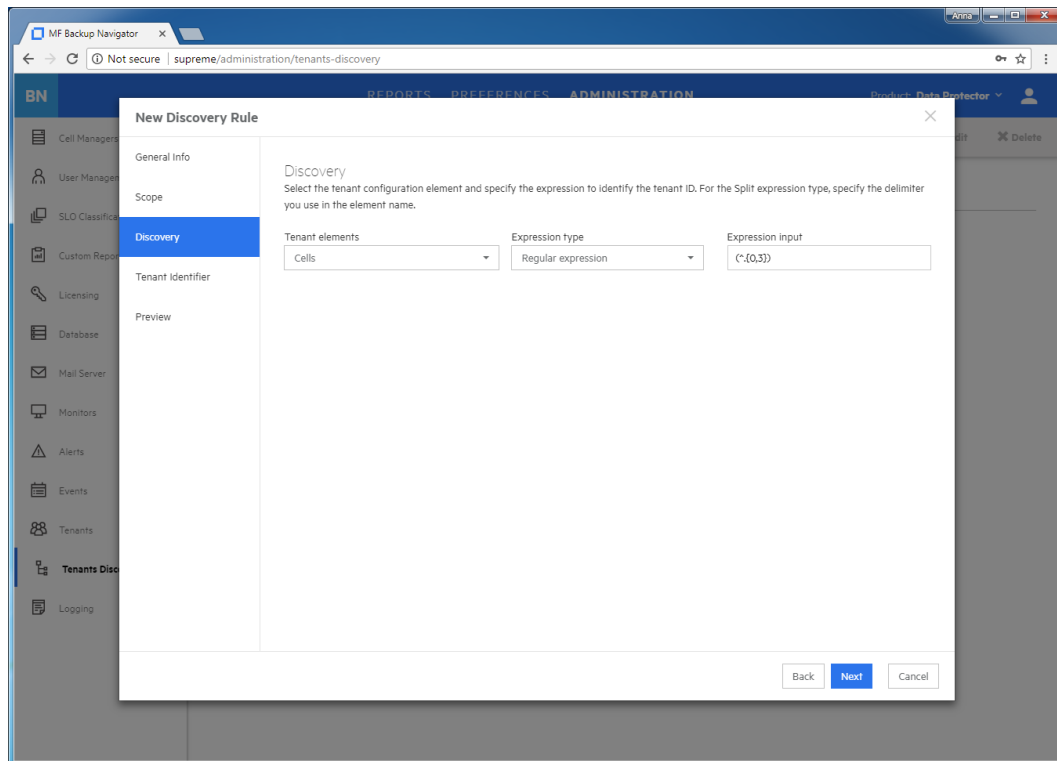 Anna
MF Backup Navigator
Not secure | supreme/administration/tenants-discovery
BN
REPORTS PREFERENCES ADMINISTRATION
Product: Data Protector
New Discovery Rule
Cell Managers
dit
Delete
User Managen
SLO Classifica
Custom Repor
Licensing
Database
Mail Server
Monitors
Alerts
Events
Tenants
Tenants Disc
Logging
General Info
Scope
Discovery
Tenant Identifier
Preview
Discovery
Select the tenant configuration element and specify the expression to identify the tenant ID. For the Split expression type, specify the delimiter
you use in the element name.
Tenant elements
Expression type
Expression input
Cells
Regular expression
(^.{0,3})
Back
Next
Cancel